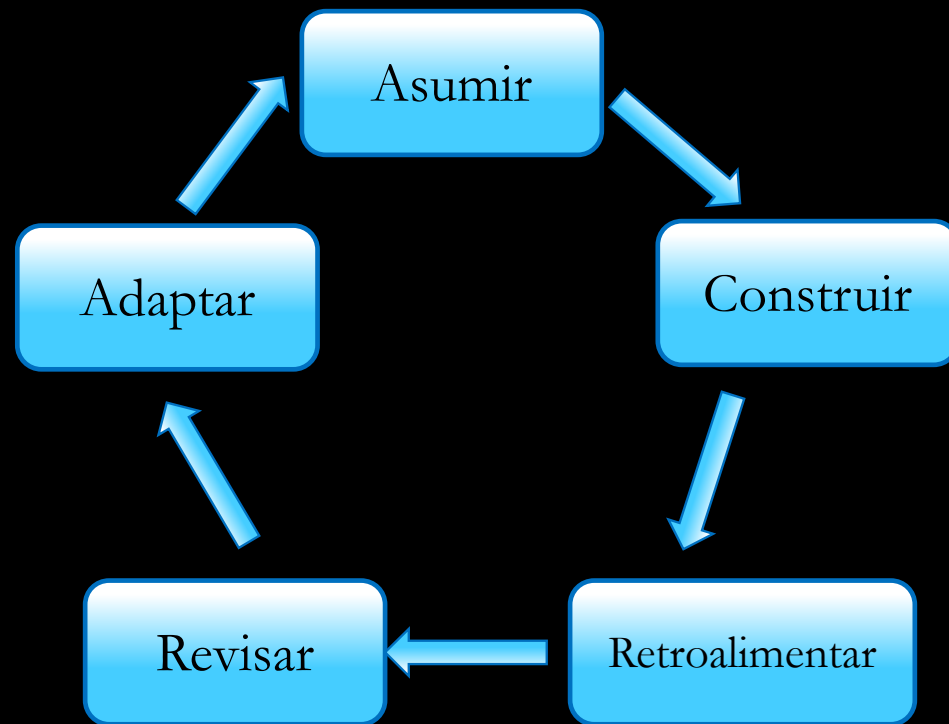 Asumir
Construir
Retroalimentar
Revisar
Adaptar